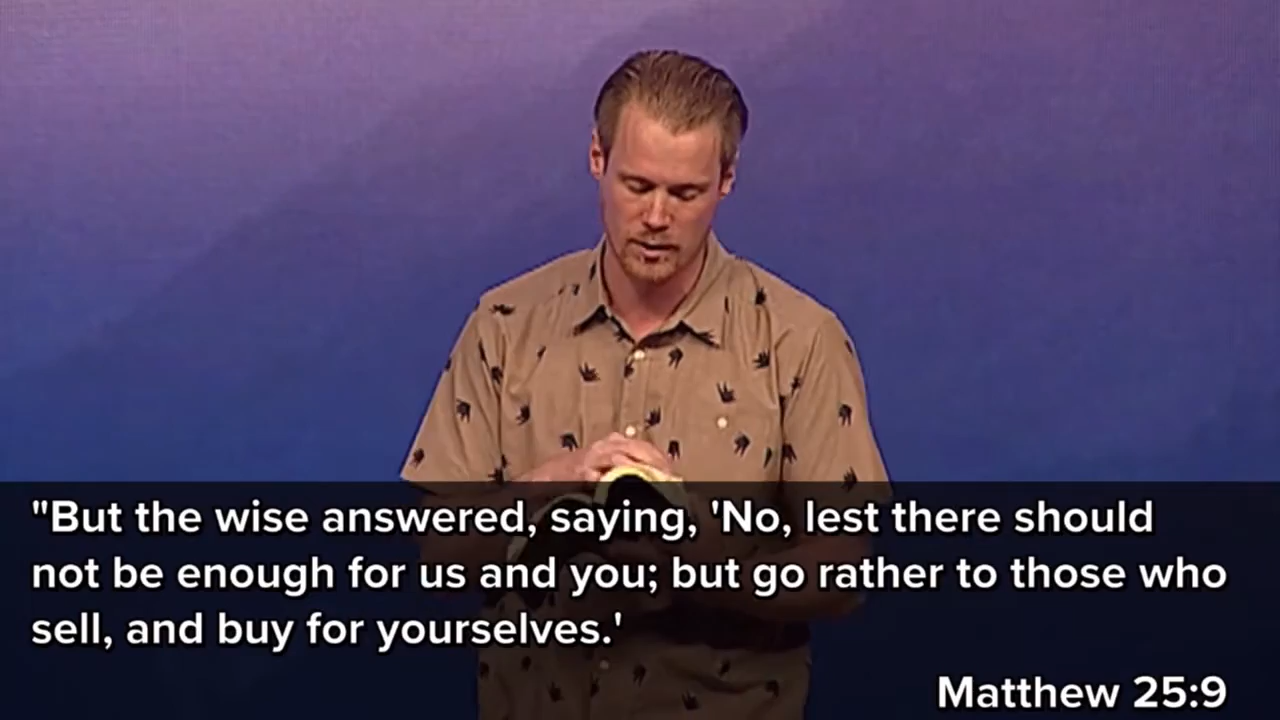 "But the wise answered, saying, 'No, lest there should
not be enough for us and you; but go rather to those who
sell, and buy for yourselves.'
Matthew 25:9